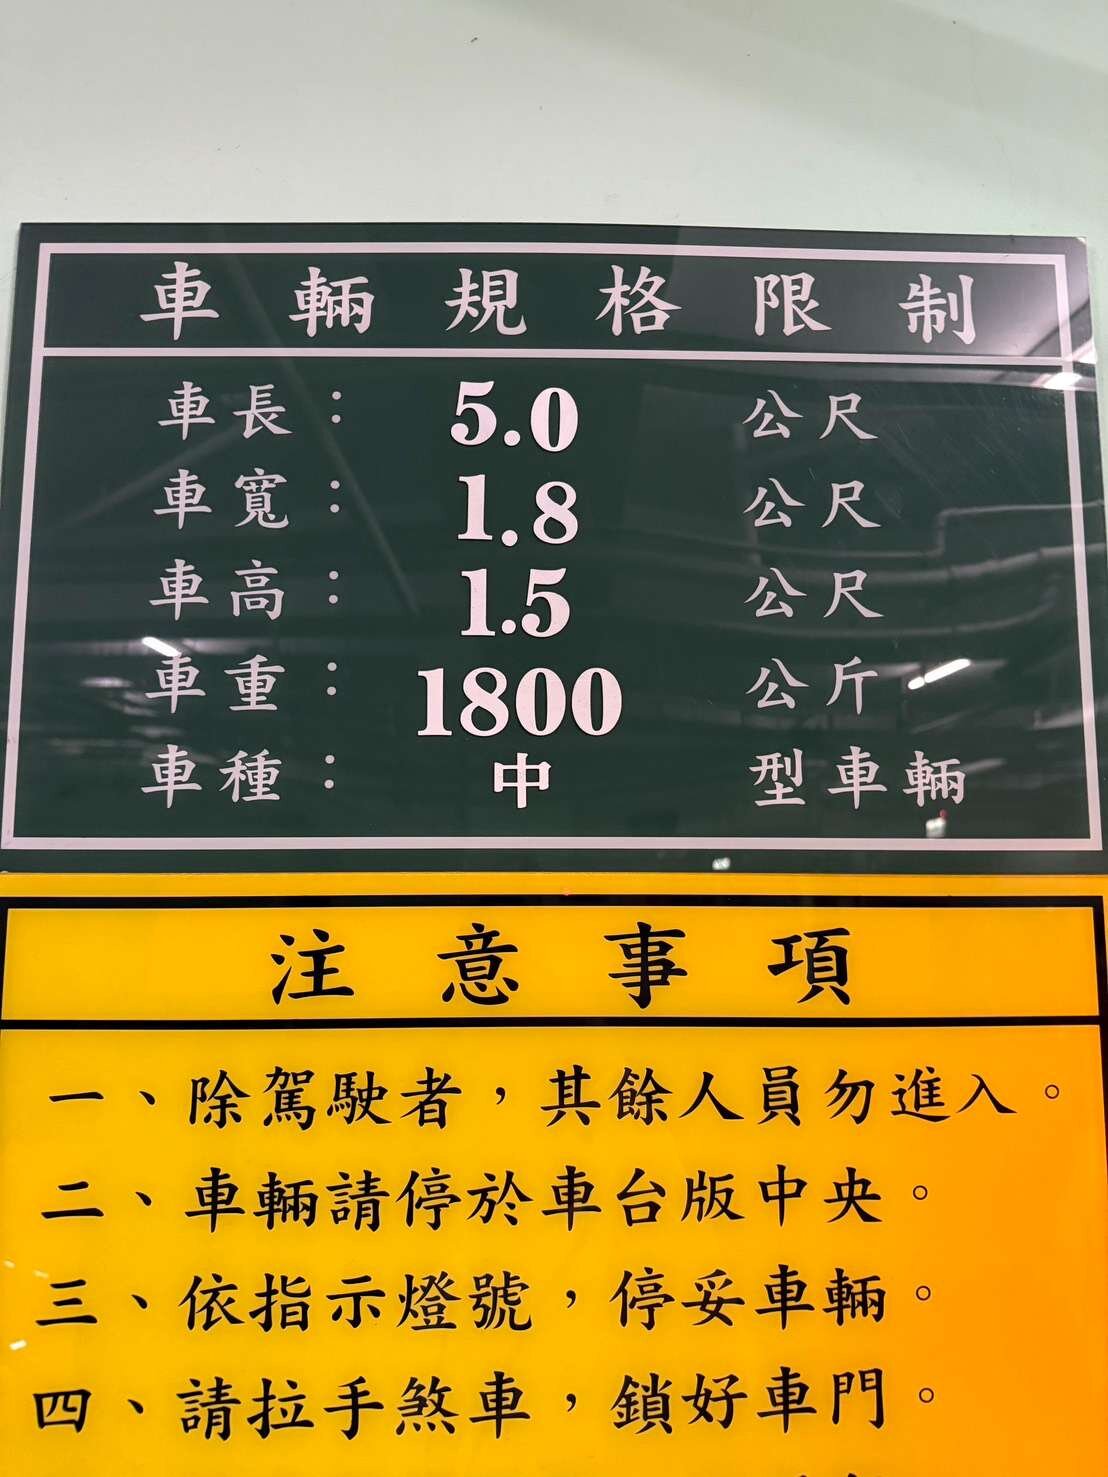 車輛規格限制
車長：5.0 公尺
車寬：1.8 公尺
車高：1.5 公尺
車重：1800 公斤
車種：中 型車輛
注意事項
一、除駕駛者，其餘人員勿進入。
二、車輛請停於車台版中央。
三、依指示燈號，停妥車輛。
四、請拉手煞車，鎖好車門。